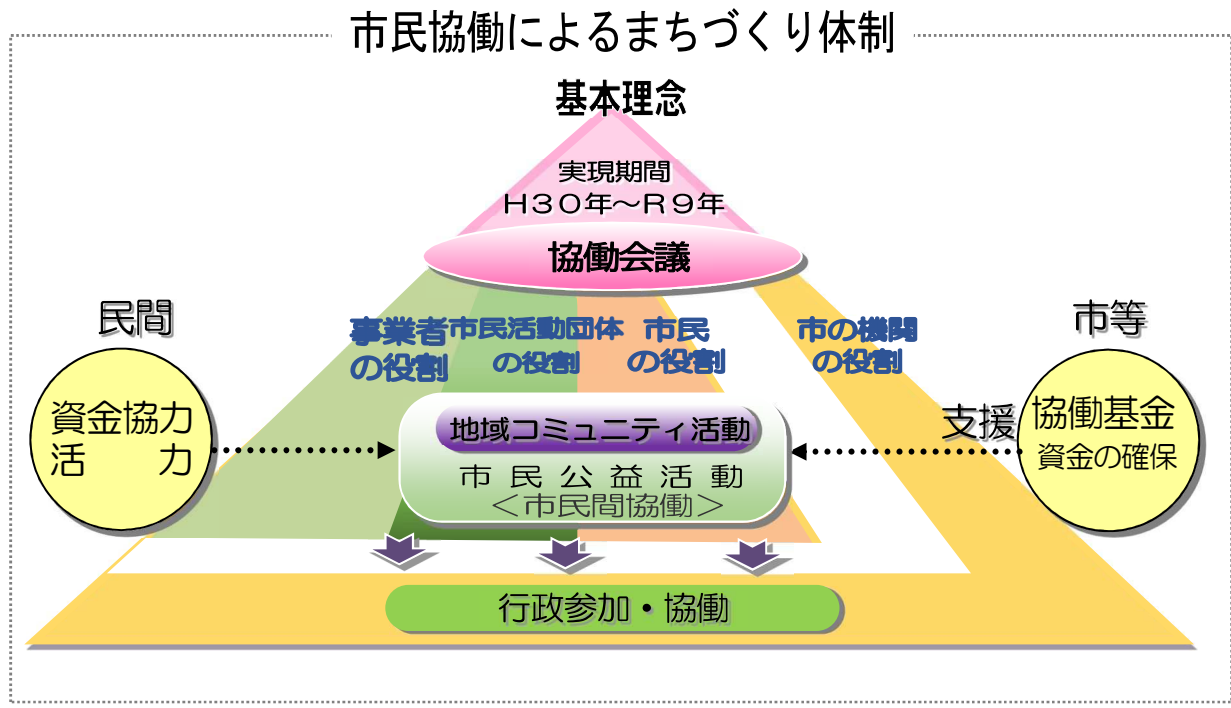 市民協働によるまちづくり体制
基本理念
実現期間
H30年～R9年
協働会議
民間
資金協力
活　　力
事業者
の役割
市民活動団体
の役割
市民
の役割
市の機関
の役割
市等
協働基金
資金の確保
支援
地域コミュニティ活動
市民公益活動
＜市民間協働＞
行政参加・協働